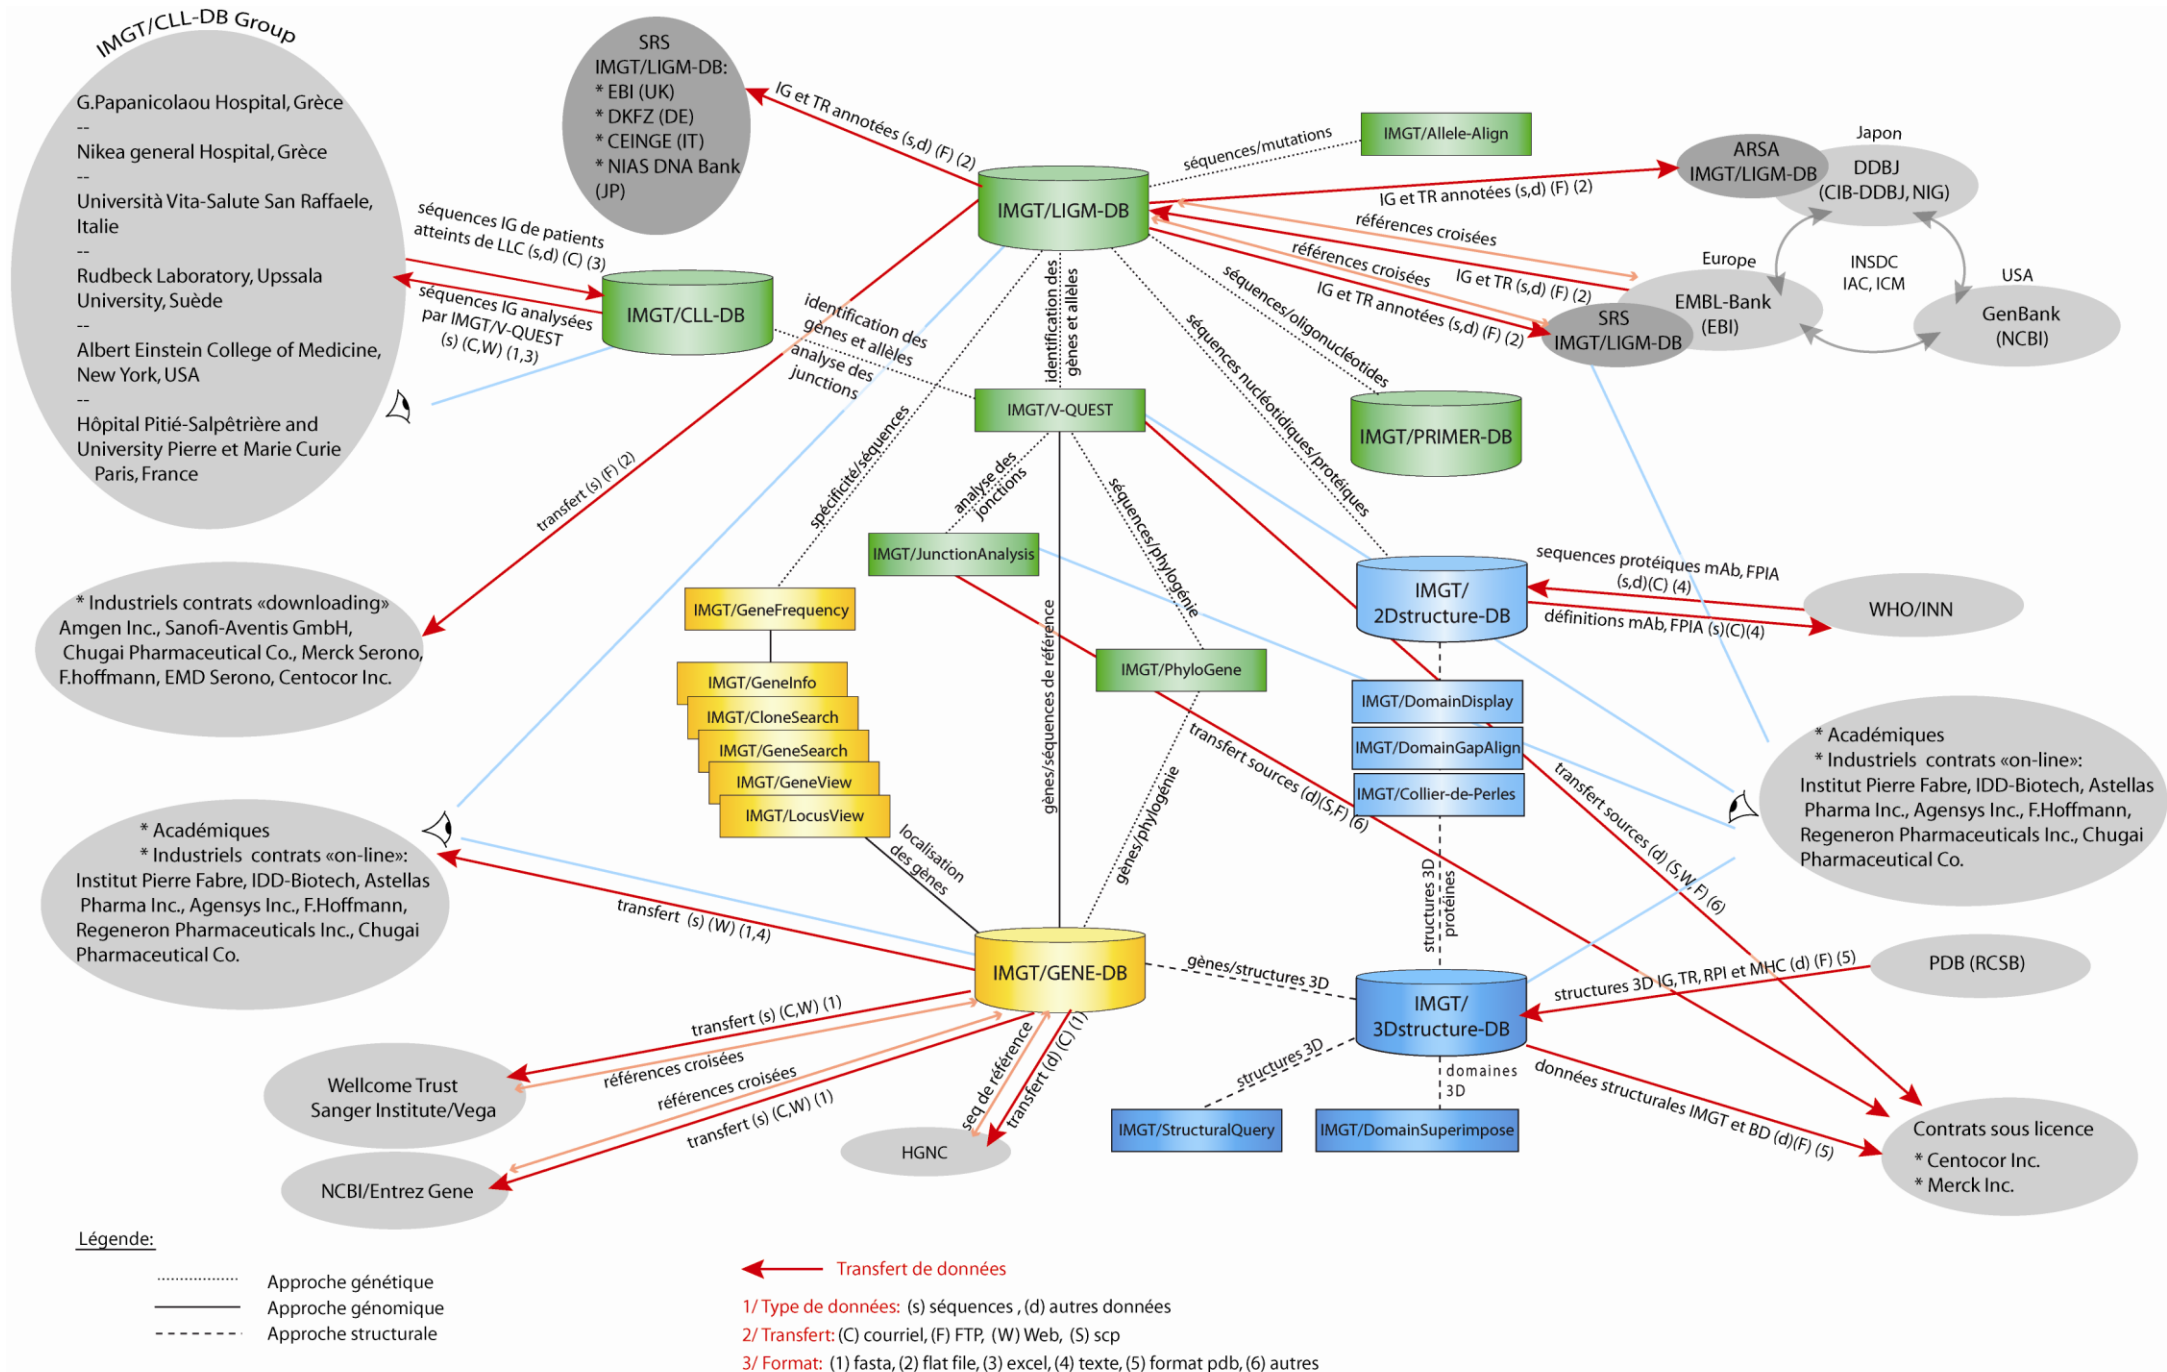 IMGT/CLL-DB Group
G.Papanicolaou Hospital, Grèce
--
Nikea general Hospital, Grèce
--
Università Vita-Salute San Raffaele,
Italie
--
Rudbeck Laboratory, Upssala
University, Suède
--
Albert Einstein College of Medicine,
New York, USA
--
Hôpital Pitié-Salpêtrière and
University Pierre et Marie Curie
Paris, France
SRS
IMGT/LIGM-DB:
* EBI (UK)
* DKFZ (DE)
* CEINGE (IT)
* NIAS DNA Bank
(JP)
IG et TR annotées (s,d) (F) (2)
séquences IG de patients
atteints de LLC (s,d) (C) (3)
séquences IG analysées
par IMGT/V-QUEST
(s) (C,W) (1,3)
IMGT/CLL-DB
IMGT/LIGM-DB
séquences/mutations
IMGT/Allele-Align
IG et TR annotées (s,d) (F) (2)
références croisées
références croisées
IG et TR (s,d) (F) (2)
IG et TR annotées (s,d) (F) (2)
ARSA
IMGT/LIGM-DB
Japon
DDBJ
(CIB-DDBJ, NIG)
Europe
EMBL-Bank
(EBI)
SRS
IMGT/LIGM-DB
INSDC
IAC, ICM
USA
GenBank
(NCBI)
identification des
gènes et allèles
analyse des
junctions
identification des
gènes et allèles
séquences/oligonucléotides
séquences nucléotidiques/protéiques
spécificité/séquences
transfert (s) (F) (2)
IMGT/V-QUEST
IMGT/PRIMER-DB
analyse des
jonctions
séquences/phylogénie
IMGT/JunctionAnalysis
IMGT/GeneFrequency
IMGT/GeneInfo
IMGT/CloneSearch
IMGT/GeneSearch
IMGT/GeneView
IMGT/LocusView
gènes/séquences de référence
IMGT/PhyloGene
IMGT/
2Dstructure-DB
sequences protéiques mAb, FPIA
(s,d)(C) (4)
définitions mAb, FPIA (s)(C)(4)
WHO/INN
* Industriels contrats «downloading»
Amgen Inc., Sanofi-Aventis GmbH,
Chugai Pharmaceutical Co., Merck Serono,
F.hoffmann, EMD Serono, Centocor Inc.
IMGT/DomainDisplay
IMGT/DomainGapAlign
IMGT/Collier-de-Perles
transfert sources (d)(S,F) (6)
transfert sources (d) (S,W, F) (6)
* Académiques
* Industriels contrats «on-line»:
Institut Pierre Fabre, IDD-Biotech, Astellas
Pharma Inc., Agensys Inc., F.Hoffmann,
Regeneron Pharmaceuticals Inc., Chugai
Pharmaceutical Co.
* Académiques
* Industriels contrats «on-line»:
Institut Pierre Fabre, IDD-Biotech, Astellas
Pharma Inc., Agensys Inc., F.Hoffmann,
Regeneron Pharmaceuticals Inc., Chugai
Pharmaceutical Co.
localisation
des gènes
gènes/phylogénie
structures 3D
protéines
transfert (s) (W) (1,4)
IMGT/GENE-DB
gènes/structures 3D
IMGT/
3Dstructure-DB
structures 3D IG, TR, RPI et MHC (d) (F) (5)
PDB (RCSB)
transfert (s) (C,W) (1)
références croisées
références croisées
transfert (s) (C,W) (1)
seq de référence
transfert (d) (C) (1)
Wellcome Trust
Sanger Institute/Vega
NCBI/Entrez Gene
HGNC
structures 3D
domaines
3D
IMGT/StructuralQuery
IMGT/DomainSuperimpose
données structurales IMGT et BD (d)(F) (5)
Contrats sous licence
* Centocor Inc.
* Merck Inc.
Légende:
Approche génétique
Approche génomique
Approche structurale
Transfert de données
1/ Type de données: (s) séquences , (d) autres données
2/ Transfert: (C) courriel, (F) FTP, (W) Web, (S) scp
3/ Format: (1) fasta, (2) flat file, (3) excel, (4) texte, (5) format pdb, (6) autres